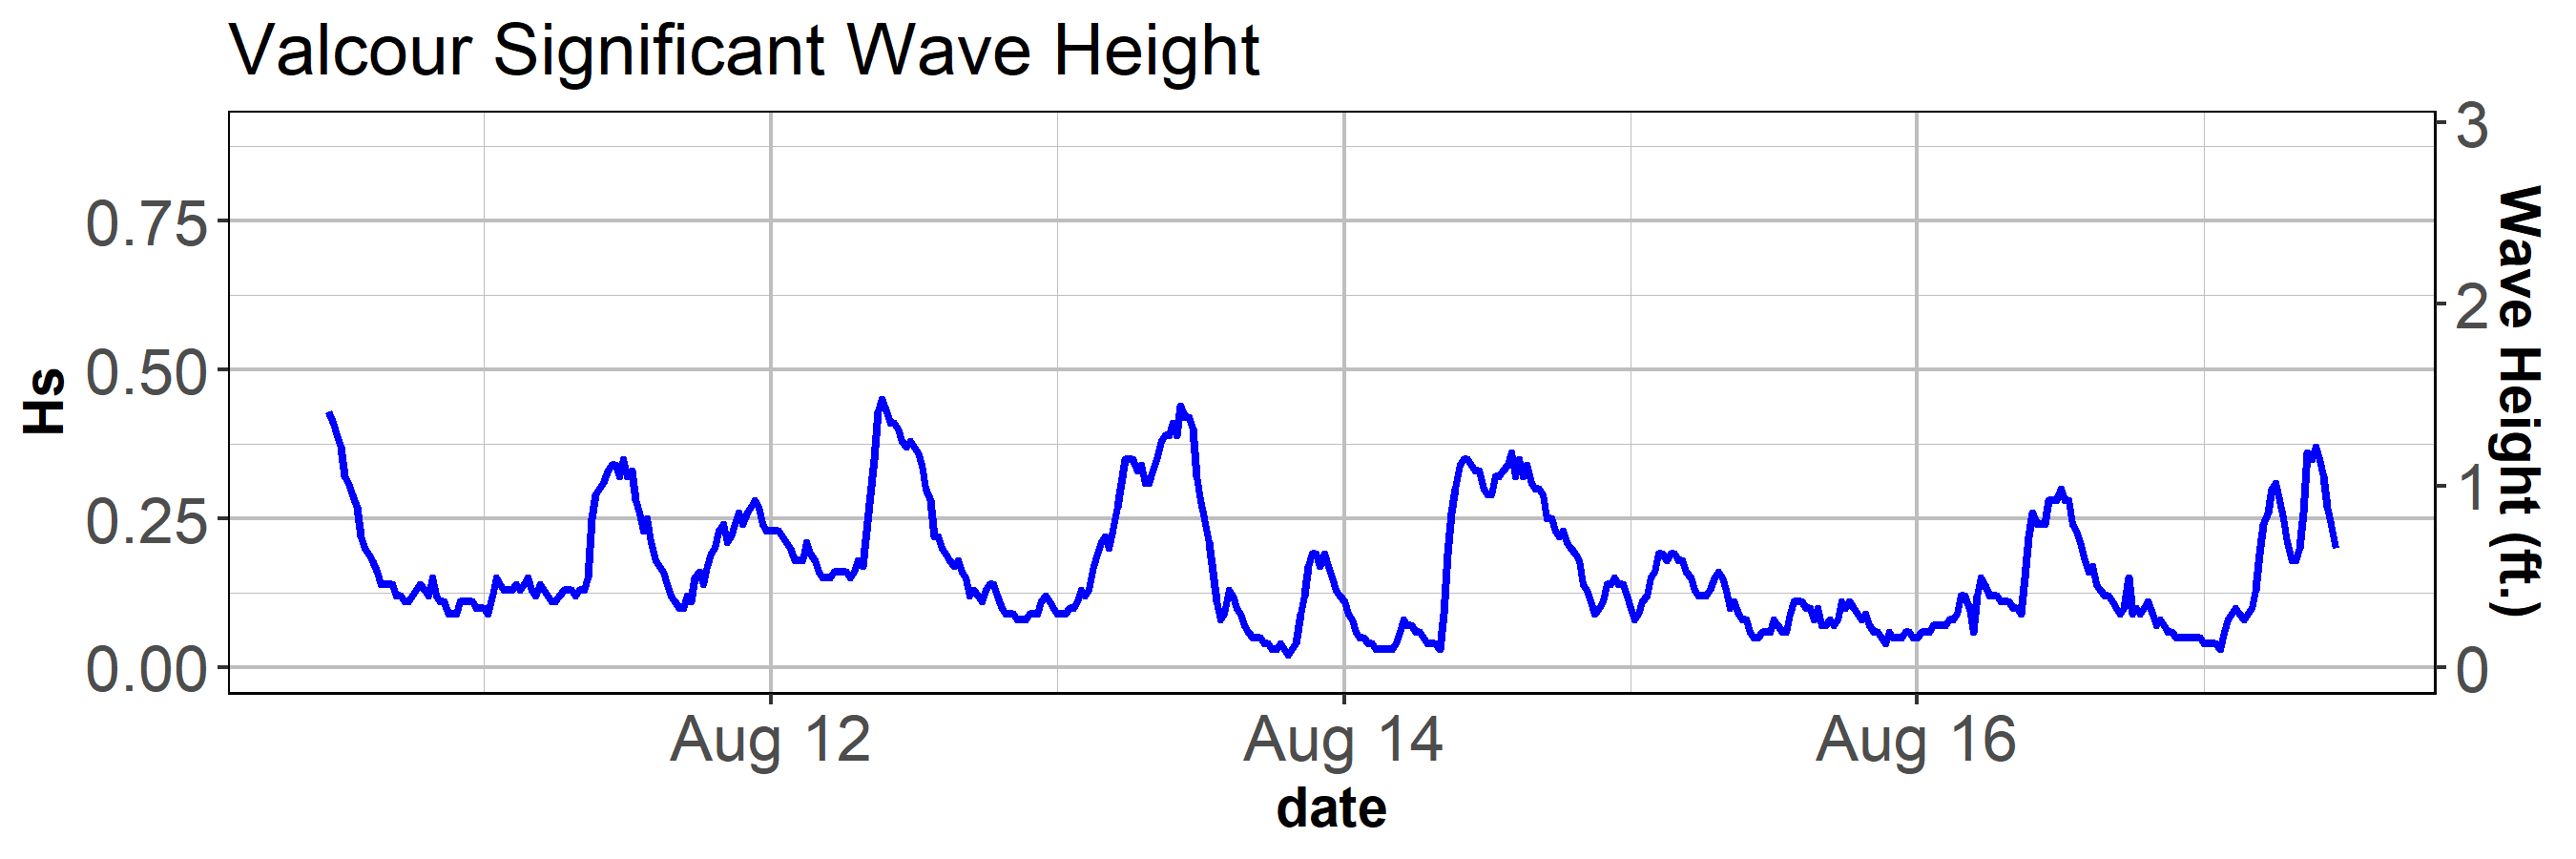 Valcour Significant Wave Height
Hs
0.75
0.50
0.25
0.00
3
2
1
0
Wave Height (ft.)
Aug 12
Aug 14
Aug 16
date